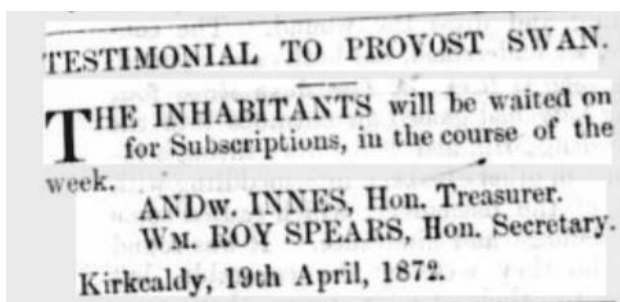 TESTIMONIAL TO PROVOST SWAN.
THE INHABITANTS will be waited on
for Subscriptions, in the course of the
week.
ANDW. INNES, Hon. Treasurer.
WM. ROY SPEARS, Hon. Secretary.
Kirkcaldy, 19th April, 1872.